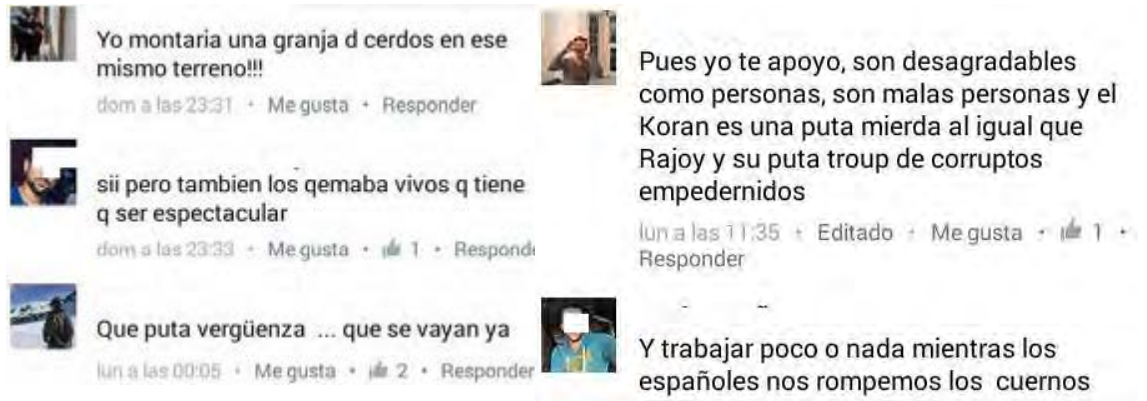 Yo montaria una granja d cerdos en ese
mismo terreno!!!
dom a las 23:31 • Me gusta • Responder
sii pero tambien los qemaba vivos q tiene
q ser espectacular
dom a las 23:33 • Me gusta • 1 • Responde
Que puta vergüenza ... que se vayan ya
lun a las 00:05 • Me gusta • 2 • Responder
Pues yo te apoyo, son desagradables
como personas, son malas personas y el
Koran es una puta mierda al igual que
Rajoy y su puta troup de corruptos
empedernidos
lun a las 11:35 • Editado • Me gusta • 1 •
Responder
Y trabajar poco o nada mientras los
españoles nos rompemos los cuernos